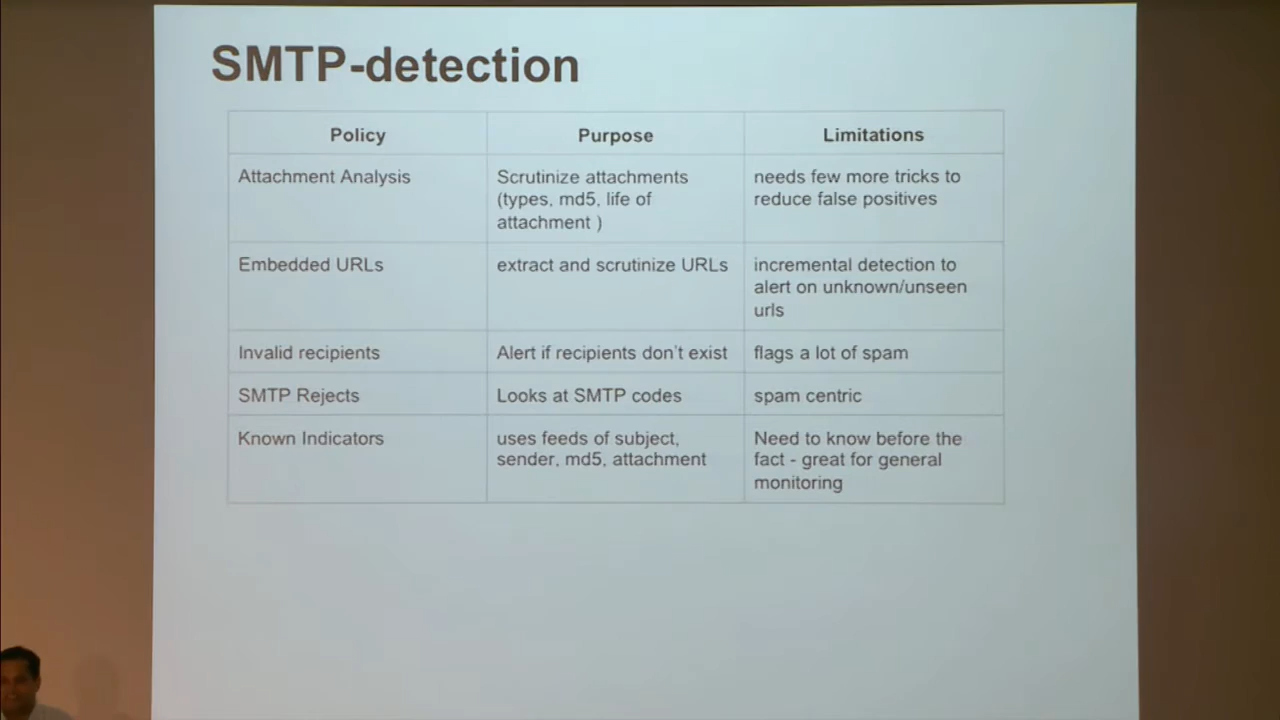 SMTP-detection
Policy
Purpose
Limitations
Attachment Analysis
Scrutinize attachments
(types, md5, life of
attachment )
needs few more tricks to
reduce false positives
Embedded URLs
extract and scrutinize URLs
incremental detection to
alert on unknown/unseen
urls
Invalid recipients
Alert if recipients don't exist
flags a lot of spam
SMTP Rejects
Looks at SMTP codes
spam centric
Known Indicators
uses feeds of subject,
sender, md5, attachment
Need to know before the
fact - great for general
monitoring